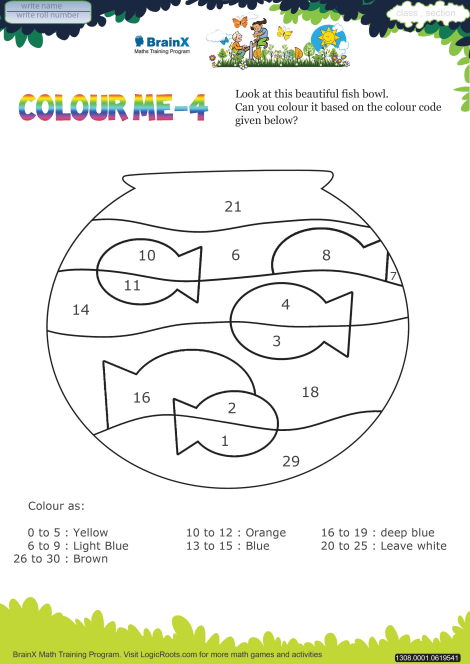 write name
write roll number
class section
BrainX
Maths Training Program
COLOUR ME-4
Look at this beautiful fish bowl.
Can you colour it based on the colour code
given below?
21
10
6
8
7
11
14
4
3
16
18
2
1
29
Colour as:
0 to 5 : Yellow
10 to 12 : Orange
16 to 19 : deep blue
6 to 9 : Light Blue
13 to 15 : Blue
20 to 25 : Leave white
26 to 30 : Brown
BrainX Math Training Program. Visit LogicRoots.com for more math games and activities
1308.0001.0619541